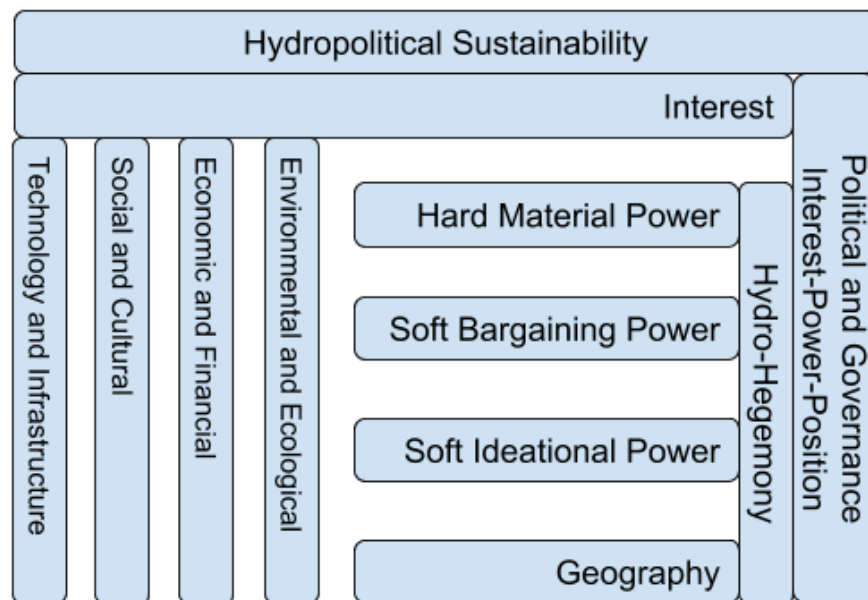 Hydropolitical Sustainability
Interest
Technology and Infrastructure
Social and Cultural
Economic and Financial
Environmental and Ecological
Hard Material Power
Soft Bargaining Power
Soft Ideational Power
Geography
Hydro-Hegemony
Political and Governance
Interest-Power-Position